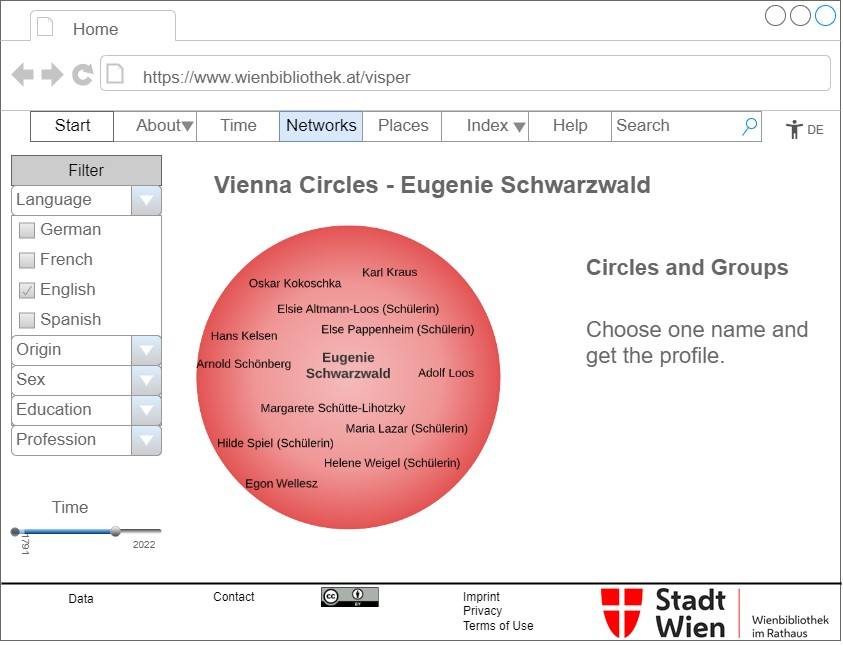 Home
https://www.wienbibliothek.at/visper
Start About Time Networks Places Index Help Search DE
Filter
Language
German
French
English
Spanish
Origin
Sex
Education
Profession
Time
1791
2022
Vienna Circles - Eugenie Schwarzwald
Karl Kraus
Oskar Kokoschka
Elsie Altmann-Loos (Schülerin)
Else Pappenheim (Schülerin)
Hans Kelsen
Eugenie
Schwarzwald
Arnold Schönberg
Adolf Loos
Margarete Schütte-Lihotzky
Maria Lazar (Schülerin)
Hilde Spiel (Schülerin)
Helene Weigel (Schülerin)
Egon Wellesz
Circles and Groups
Choose one name and
get the profile.
Data
Contact
cc BY
Imprint
Privacy
Terms of Use
Stadt
Wien
Wienbibliothek
im Rathaus